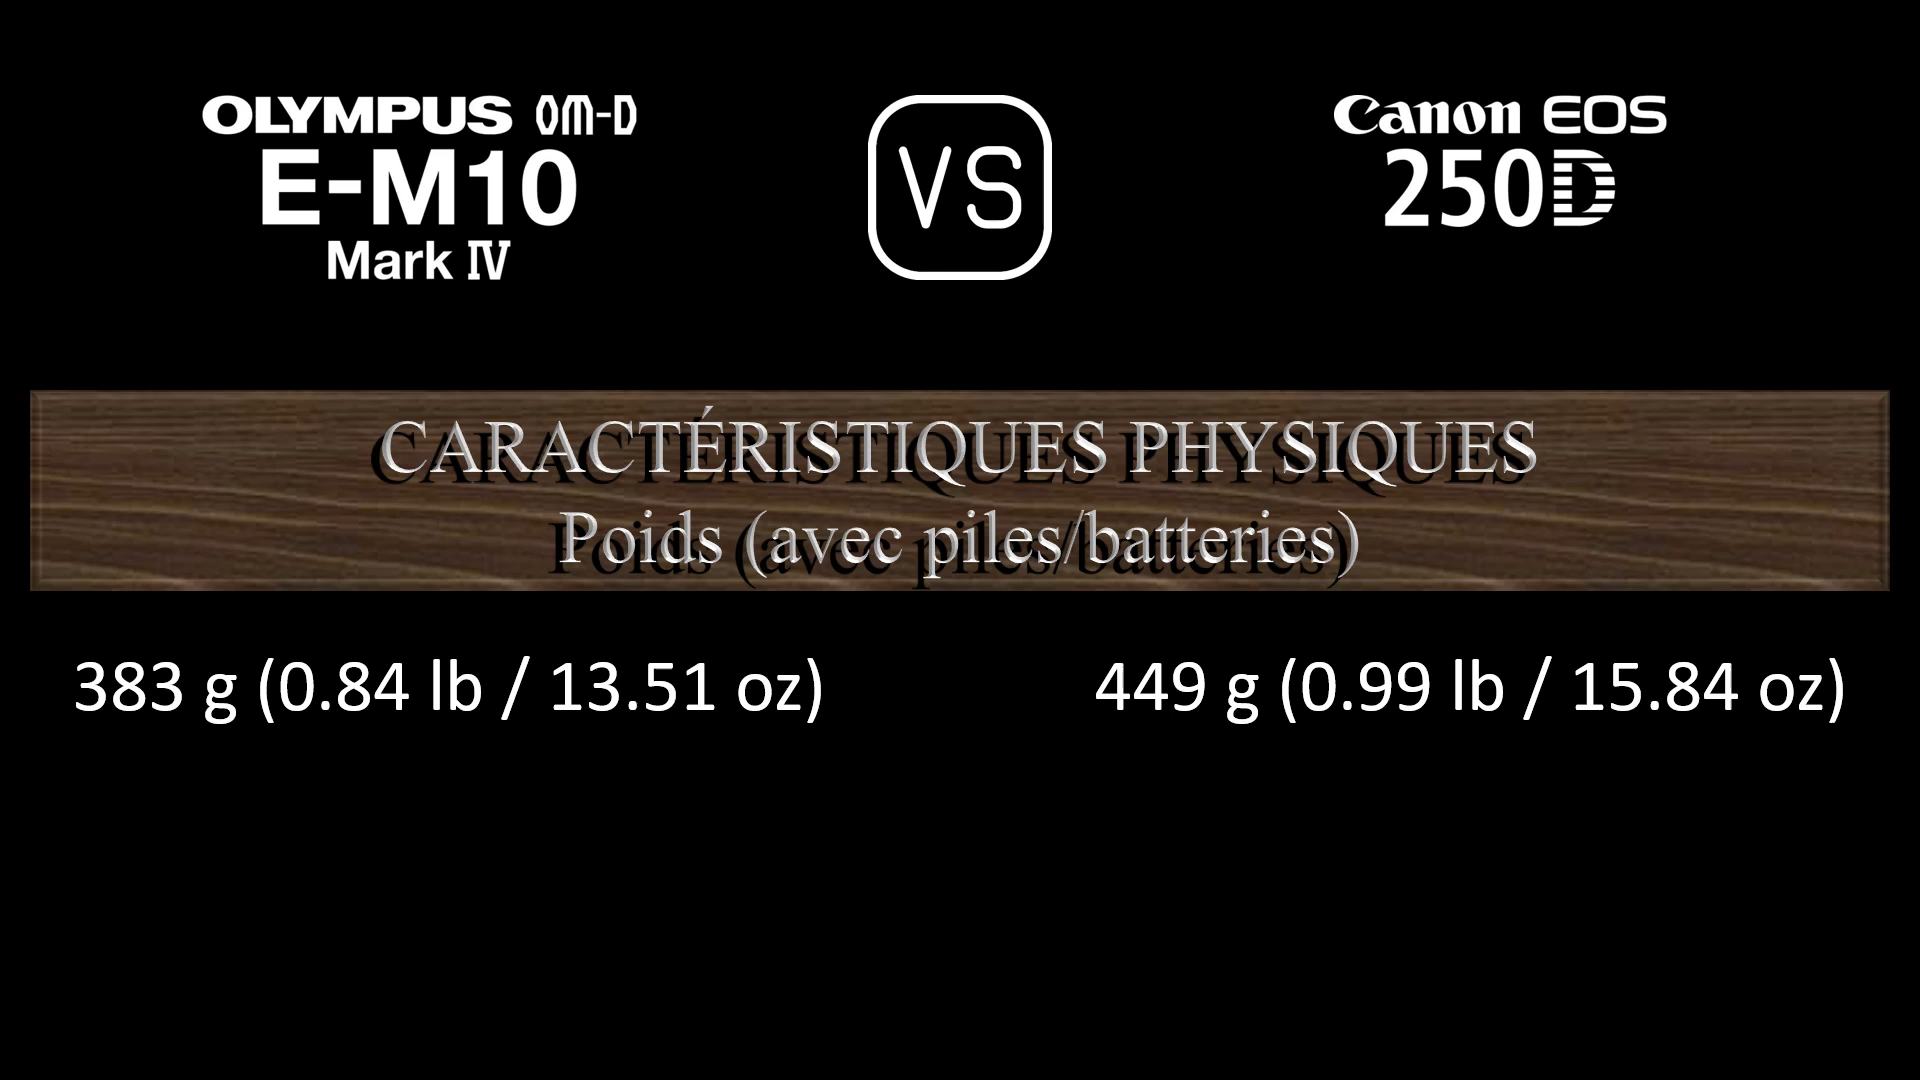 OLYMPUS OM-D
E-M10
Mark IV
VS
Canon EOS
250D
CARACTÉRISTIQUES PHYSIQUES
Poids (avec piles/batteries)
383 g (0.84 lb / 13.51 oz)
449 g (0.99 lb / 15.84 oz)